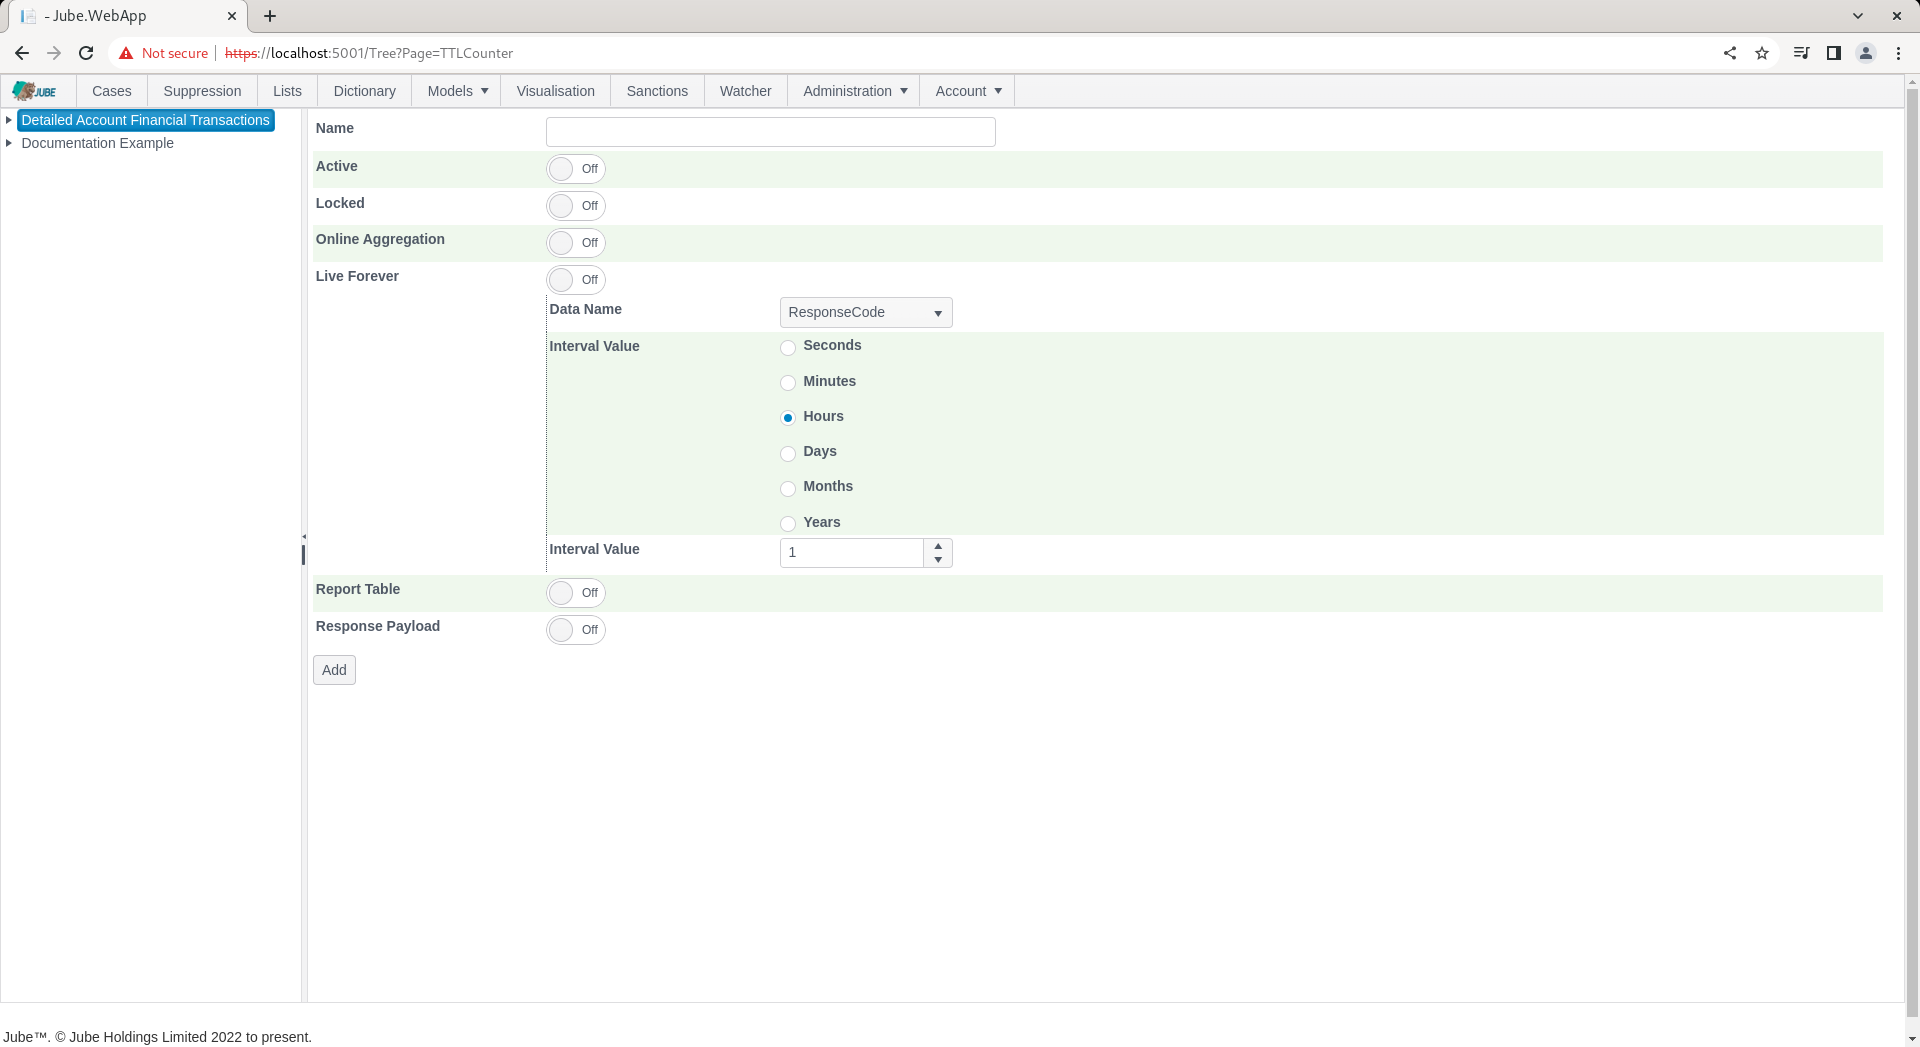 - Jube.WebApp
Not secure https://localhost:5001/Tree?Page=TTLCounter
JUBE Cases Suppression Lists Dictionary Models Visualisation Sanctions Watcher Administration Account
Detailed Account Financial Transactions
Documentation Example
Name
Active Off
Locked Off
Online Aggregation Off
Live Forever Off
Data Name ResponseCode
Interval Value Seconds
Minutes
Hours
Days
Months
Years
Interval Value 1
Report Table Off
Response Payload Off
Add
Jube™. © Jube Holdings Limited 2022 to present.